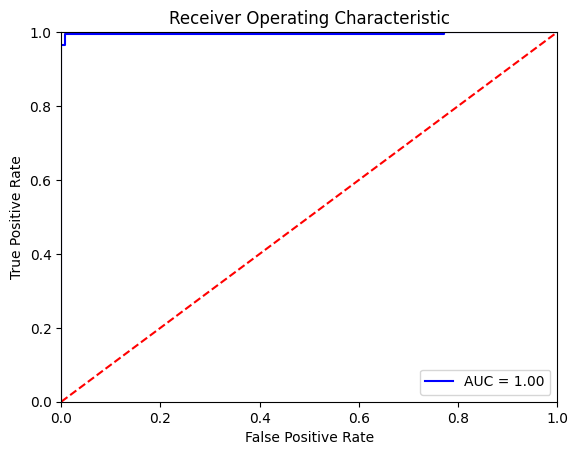 Receiver Operating Characteristic
1.0
0.8
0.6
0.4
0.2
0.0
True Positive Rate
AUC = 1.00
0.0 0.2 0.4 0.6 0.8 1.0
False Positive Rate